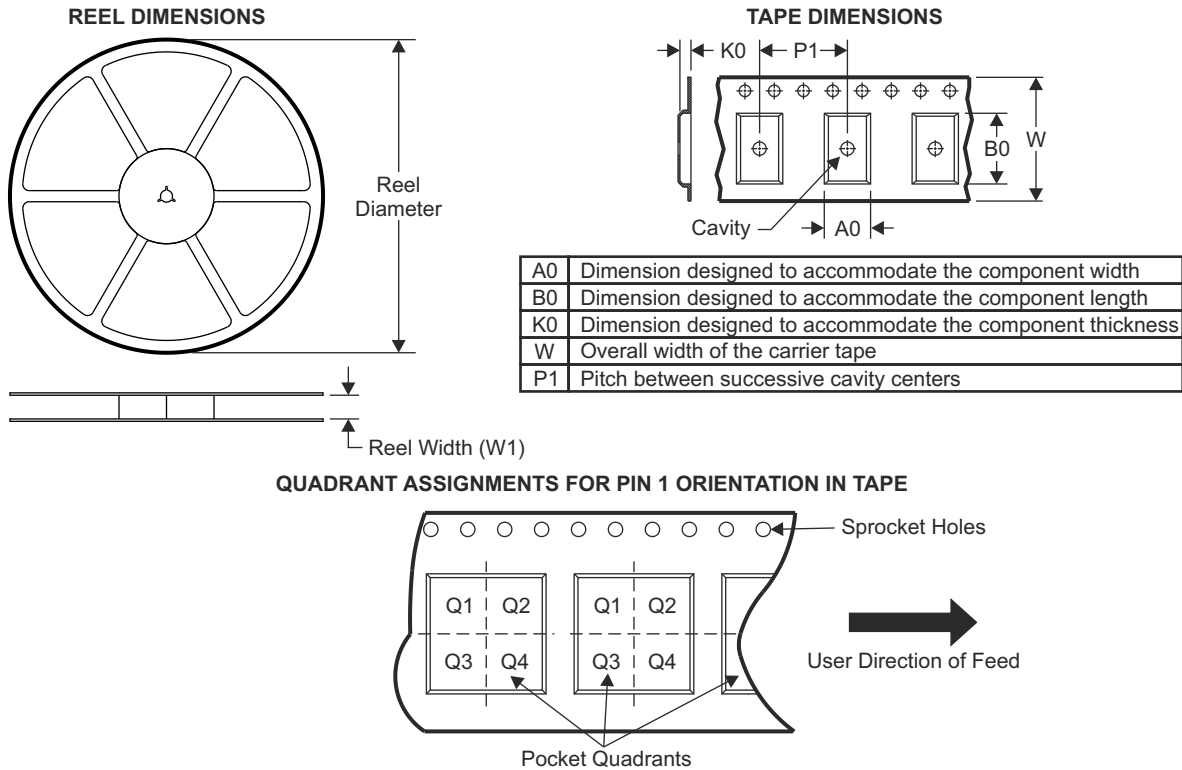 REEL DIMENSIONS
Reel
Diameter
Reel Width (W1)
TAPE DIMENSIONS
K0
P1
B0
W
Cavity
A0
A0 Dimension designed to accommodate the component width
B0 Dimension designed to accommodate the component length
K0 Dimension designed to accommodate the component thickness
W Overall width of the carrier tape
P1 Pitch between successive cavity centers
QUADRANT ASSIGNMENTS FOR PIN 1 ORIENTATION IN TAPE
Sprocket Holes
Q1 Q2 Q1 Q2
Q3 Q4 Q3 Q4
User Direction of Feed
Pocket Quadrants